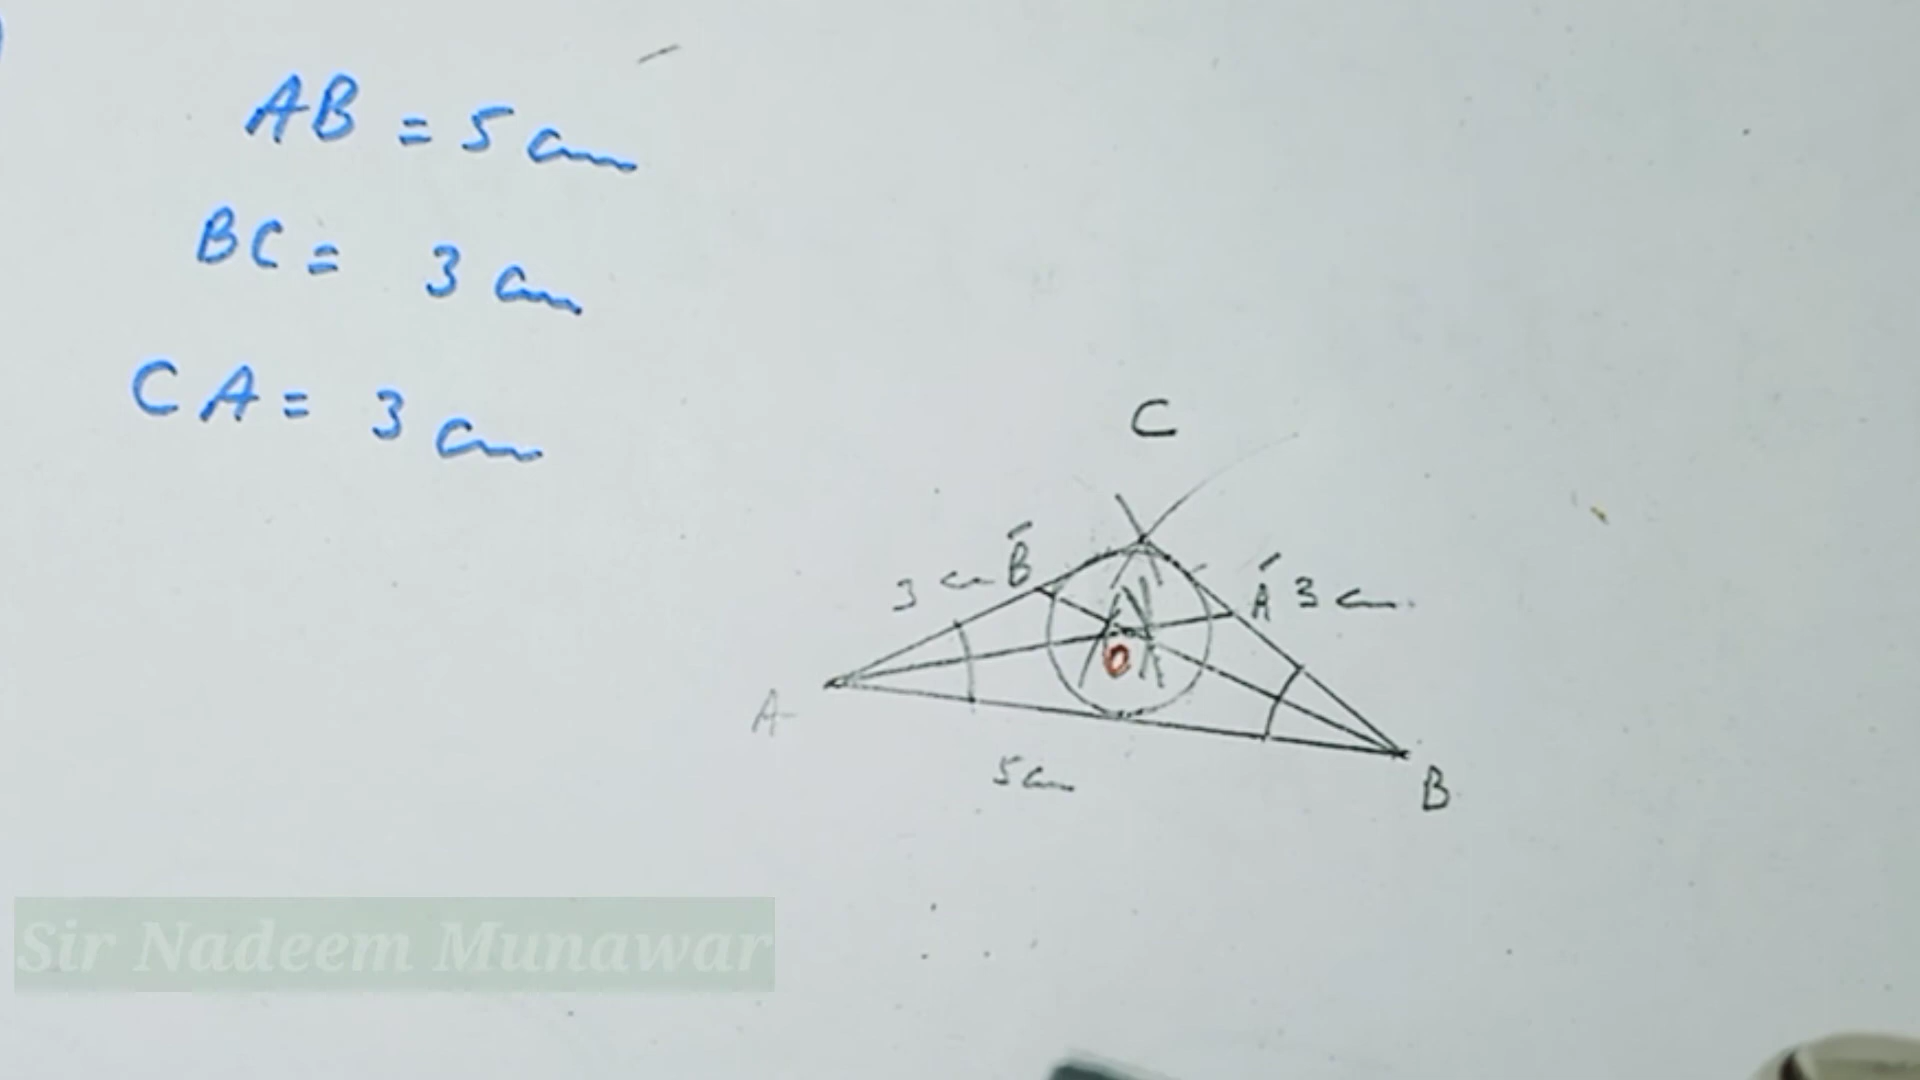 AB = 5 cm
BC = 3 cm
CA = 3 cm
C
3 cm B̄
Á 3 cm
O
A
5 cm
B
Sir Nadeem Munawar